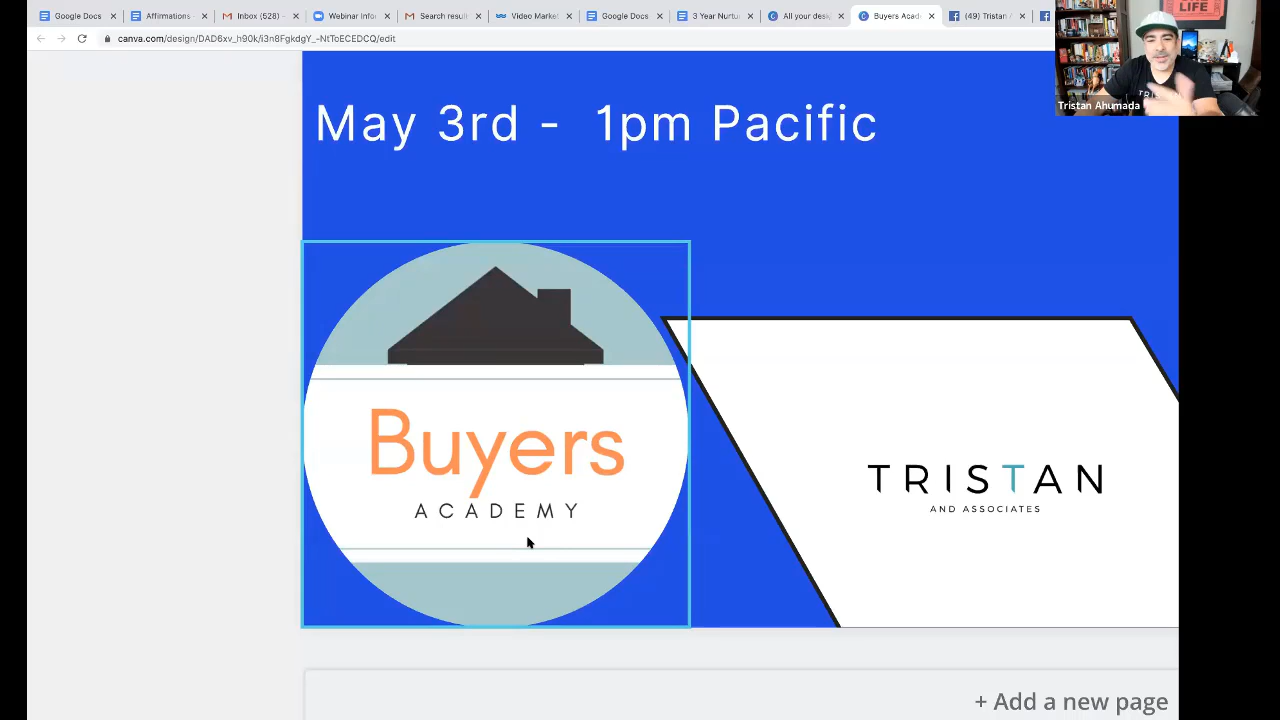 Google Docs
Affirmations -
Inbox (528) -
Webinar Info
Search resul
Video Market
Google Docs
3 Year Nurtu
All your desi
Buyers Acad
(49) Tristan A
canva.com/design/DAD6xv_h90k/i3n8FgkdgY_-NtToECEDCQ/edit
LIFE
Tristan Ahumada
May 3rd - 1pm Pacific
Buyers
ACADEMY
TRISTAN
AND ASSOCIATES
+ Add a new page